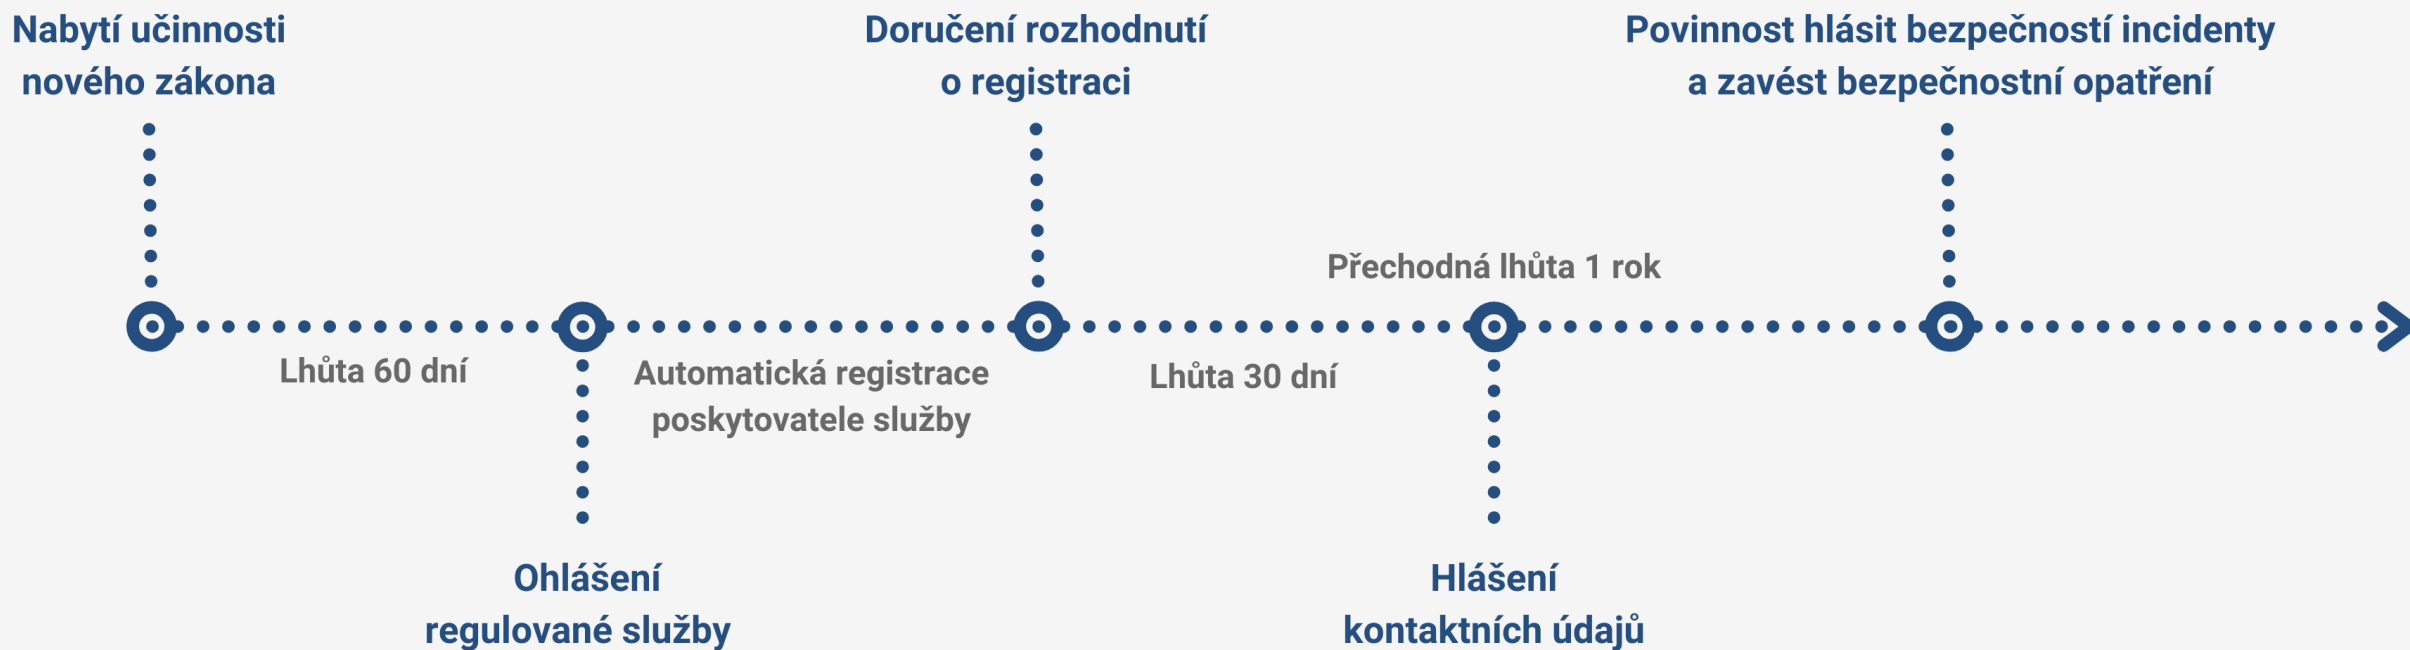 Nabytí učinnosti
nového zákona
Doručení rozhodnutí
o registraci
Povinnost hlásit bezpečností incidenty
a zavést bezpečnostní opatření
Přechodná lhůta 1 rok
Lhůta 60 dní
Automatická registrace
poskytovatele služby
Lhůta 30 dní
Ohlášení
regulované služby
Hlášení
kontaktních údajů